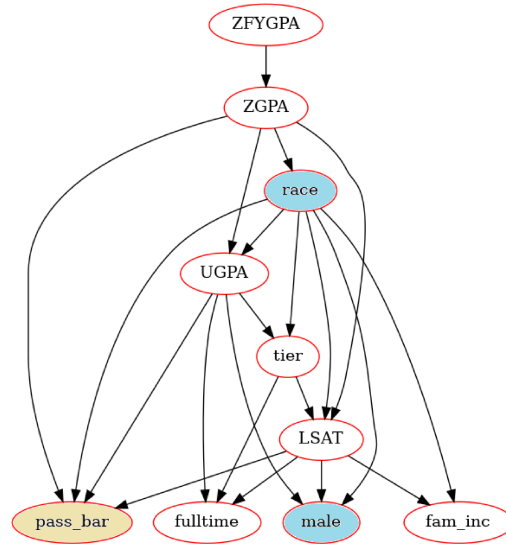 ZFYGPA
ZGPA
race
UGPA
tier
LSAT
pass_bar fulltime male fam_inc